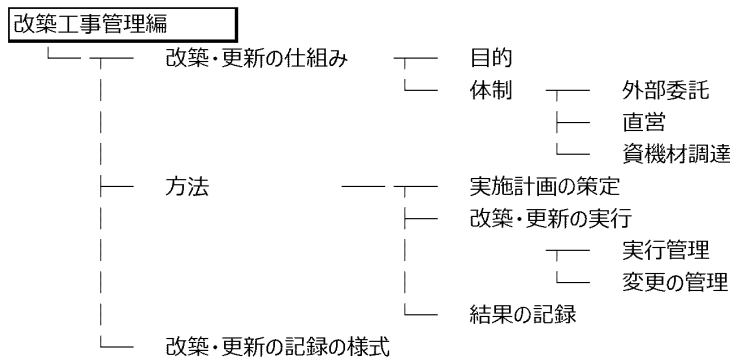 改築工事管理編
改築・更新の仕組み 目的
体制 外部委託
直営
資機材調達
方法 実施計画の策定
改築・更新の実行
実行管理
変更の管理
結果の記録
改築・更新の記録の様式